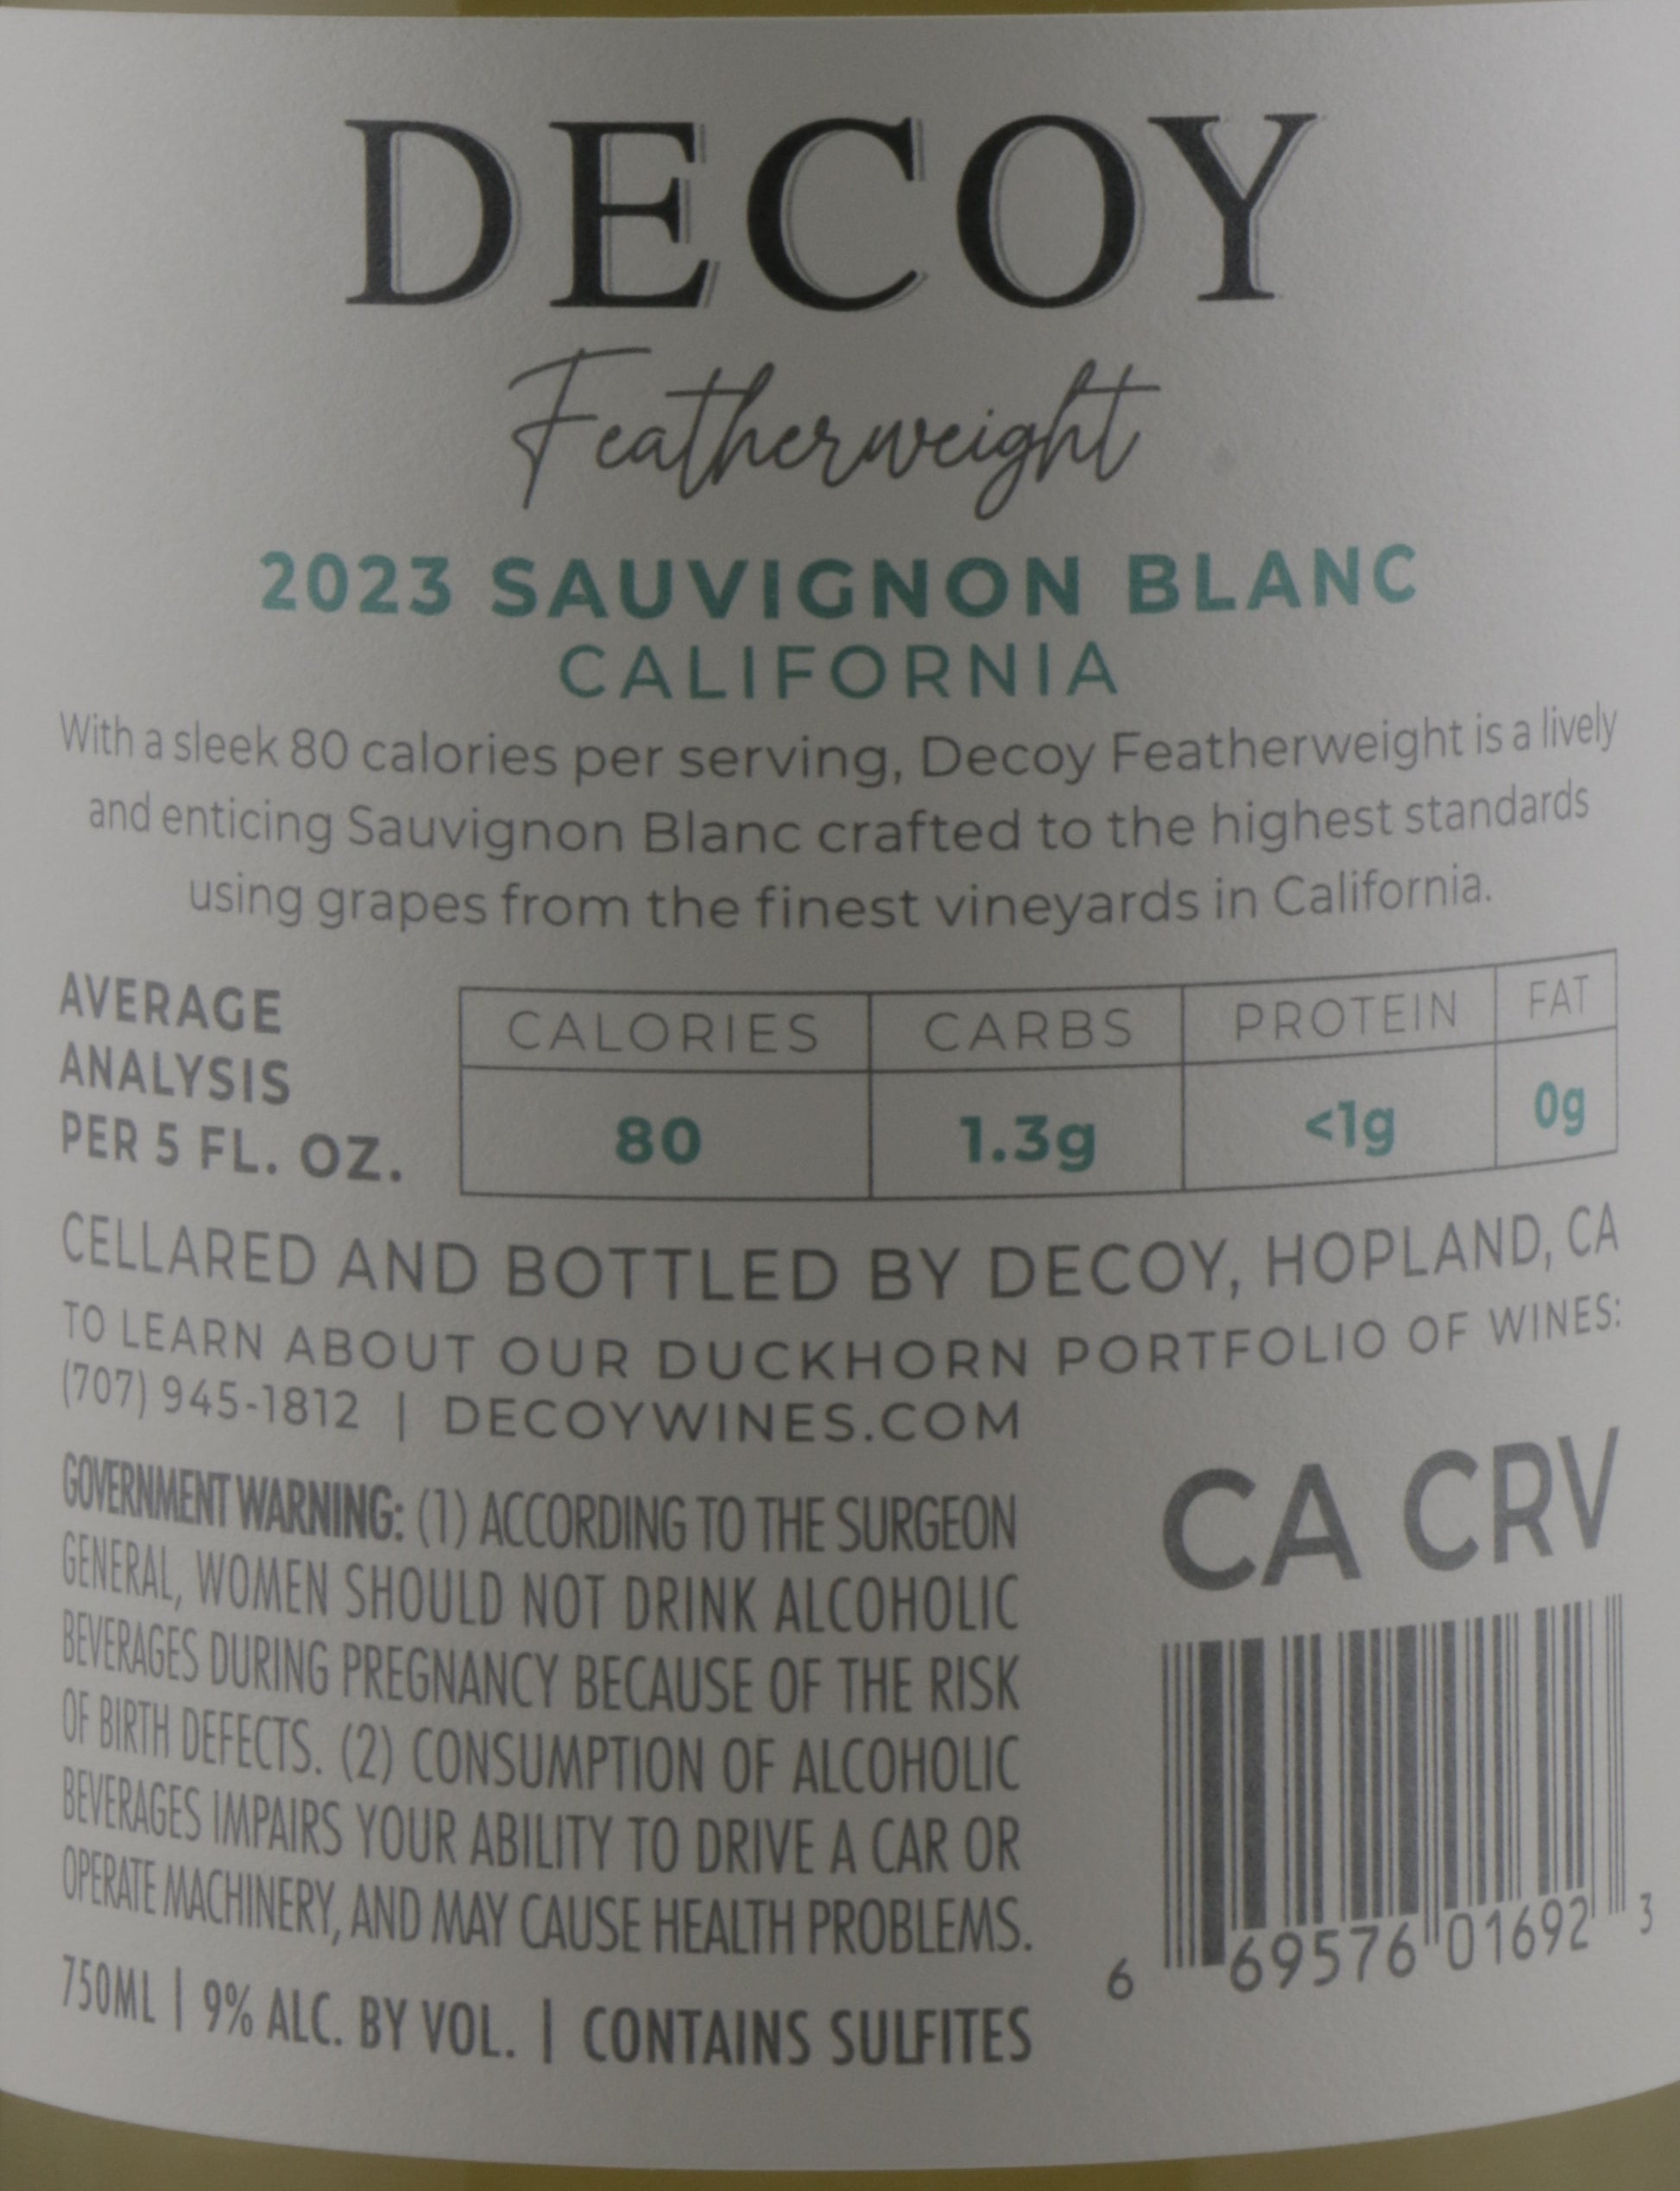 DECOY
Featherweight
2023 SAUVIGNON BLANC
CALIFORNIA
With a sleek 80 calories per serving, Decoy Featherweight is a lively
and enticing Sauvignon Blanc crafted to the highest standards
using grapes from the finest vineyards in California.
AVERAGE
ANALYSIS
PER 5 FL. OZ.
CALORIES CARBS PROTEIN FAT
80 1.3g <1g 0g
CELLARED AND BOTTLED BY DECOY, HOPLAND, CA
TO LEARN ABOUT OUR DUCKHORN PORTFOLIO OF WINES:
(707) 945-1812 | DECOYWINES.COM
GOVERNMENT WARNING: (1) ACCORDING TO THE SURGEON
GENERAL, WOMEN SHOULD NOT DRINK ALCOHOLIC
BEVERAGES DURING PREGNANCY BECAUSE OF THE RISK
OF BIRTH DEFECTS. (2) CONSUMPTION OF ALCOHOLIC
BEVERAGES IMPAIRS YOUR ABILITY TO DRIVE A CAR OR
OPERATE MACHINERY, AND MAY CAUSE HEALTH PROBLEMS.
750ML | 9% ALC. BY VOL. | CONTAINS SULFITES
CA CRV
6 69576 01692 3